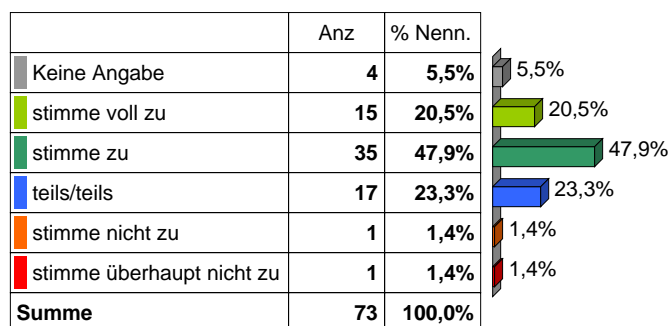 Anz % Nenn.
Keine Angabe 4 5,5% 5,5%
stimme voll zu 15 20,5% 20,5%
stimme zu 35 47,9% 47,9%
teils/teils 17 23,3% 23,3%
stimme nicht zu 1 1,4% 1,4%
stimme überhaupt nicht zu 1 1,4% 1,4%
Summe 73 100,0%